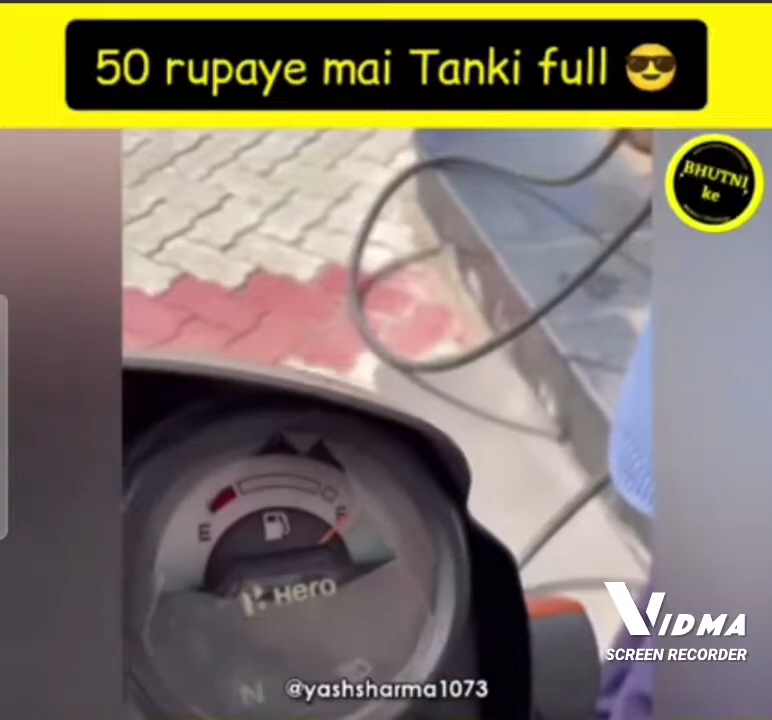 50 rupaye mai Tanki full 😎
BHUTNI
ke
E
F
Hero
N
VIDMA
SCREEN RECORDER
@yashsharma1073